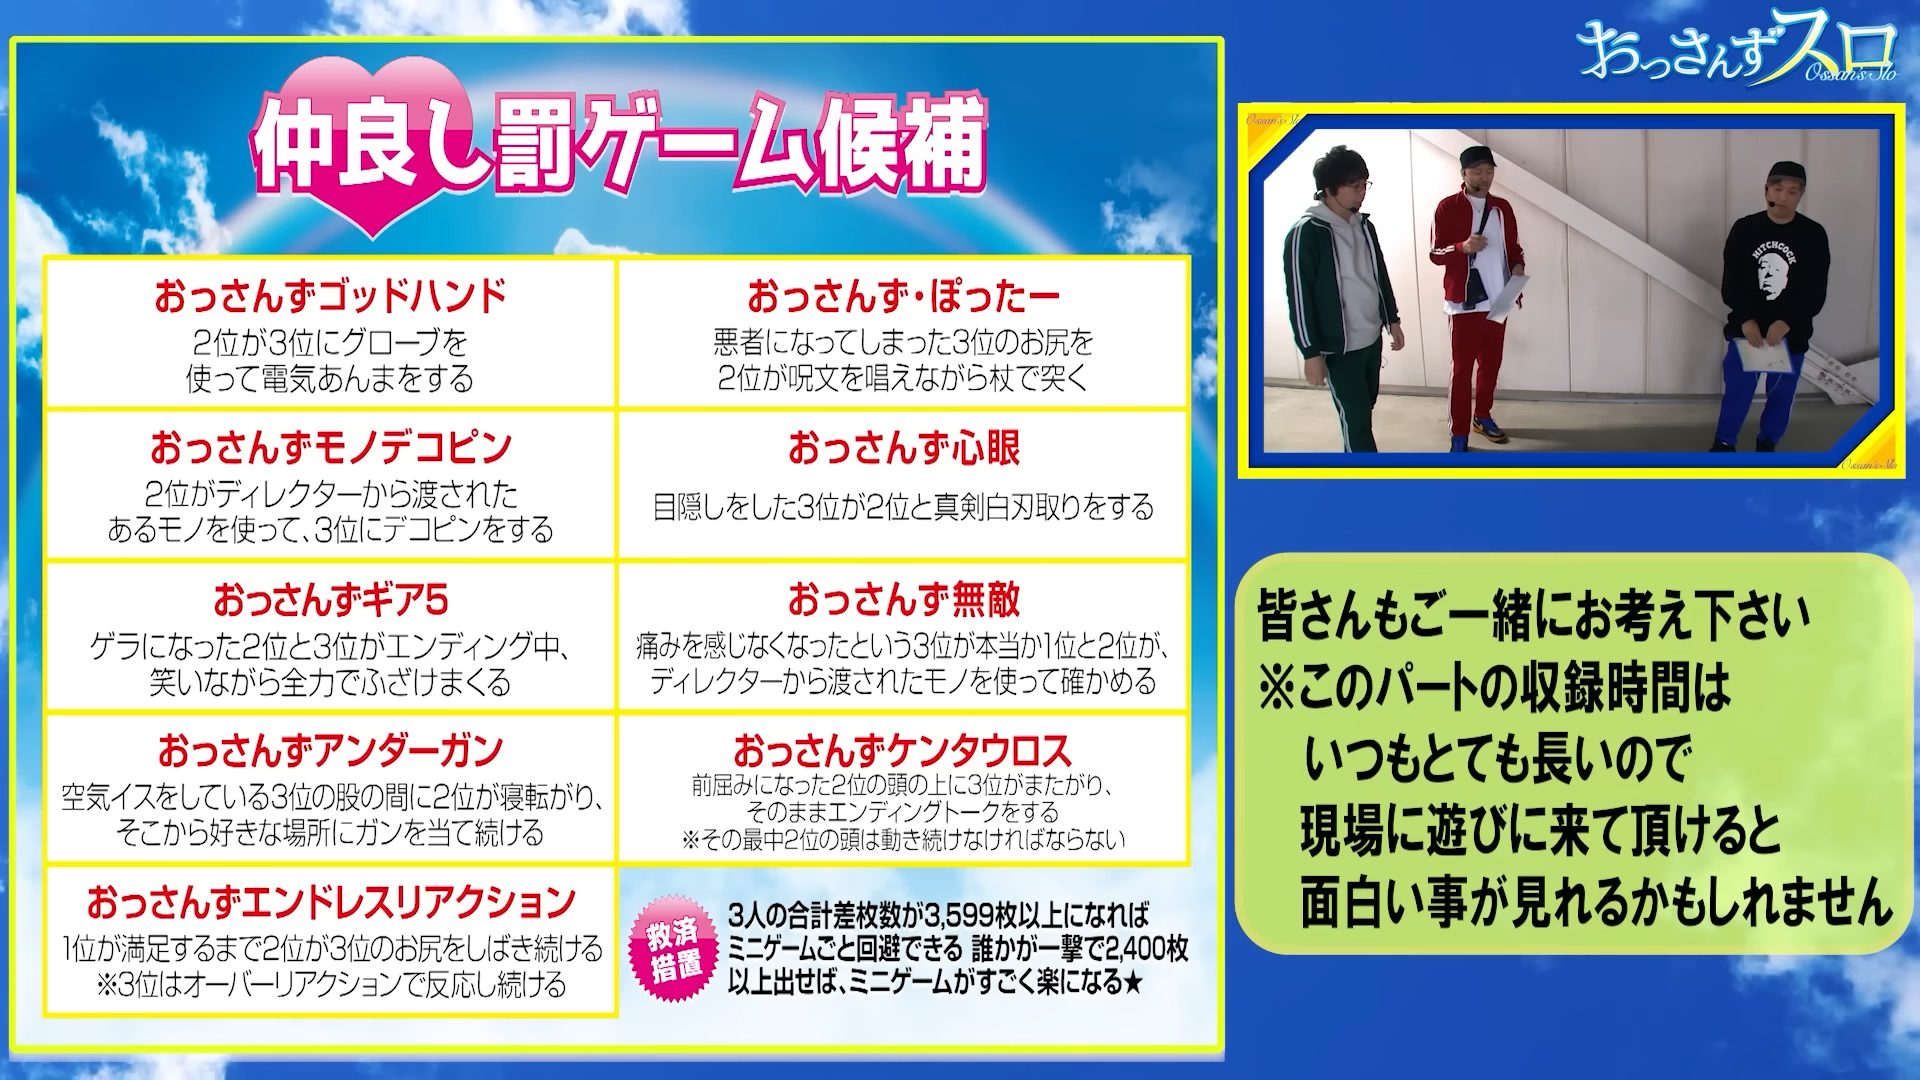 おっさんずスロ
Ossan's Slo
仲良し罰ゲーム候補
おっさんずゴッドハンド
2位が3位にグローブを
使って電気あんまをする
おっさんず・ぽったー
悪者になってしまった3位のお尻を
2位が呪文を唱えながら杖で突く
おっさんずモノデコピン
2位がディレクターから渡された
あるモノを使って、3位にデコピンをする
おっさんず心眼
目隠しをした3位が2位と真剣白刃取りをする
おっさんずギア5
ゲラになった2位と3位がエンディング中、
笑いながら全力でふざけまくる
おっさんず無敵
痛みを感じなくなったという3位が本当か1位と2位が、
ディレクターから渡されたモノを使って確かめる
おっさんずアンダーガン
空気イスをしている3位の股の間に2位が寝転がり、
そこから好きな場所にガンを当て続ける
おっさんずケンタウロス
前屈みになった2位の頭の上に3位がまたがり、
そのままエンディングトークをする
※その最中2位の頭は動き続けなければならない
おっさんずエンドレスリアクション
1位が満足するまで2位が3位のお尻をしばき続ける
※3位はオーバーリアクションで反応し続ける
救済
措置
3人の合計差枚数が3,599枚以上になれば
ミニゲームごと回避できる 誰かが一撃で2,400枚
以上出せば、ミニゲームがすごく楽になる★
Ossan's Slo
HITCHCOCK
Ossan's Slo
皆さんもご一緒にお考え下さい
※このパートの収録時間は
いつもとても長いので
現場に遊びに来て頂けると
面白い事が見れるかもしれません